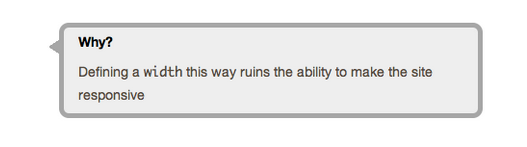 Why?
Defining a width this way ruins the ability to make the site
responsive